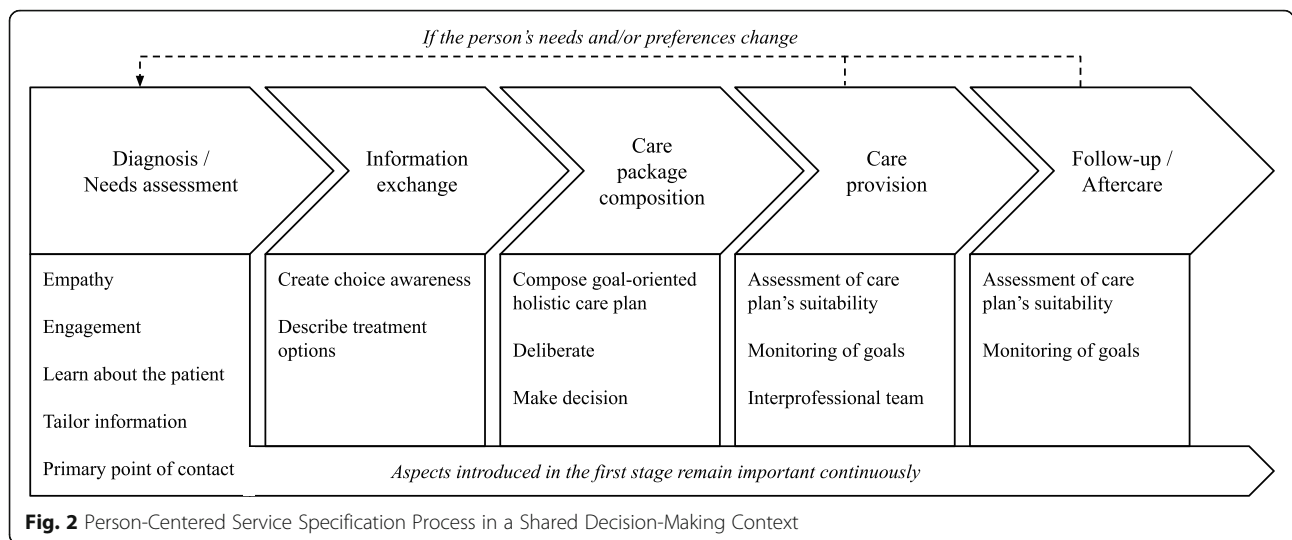 If the person's needs and/or preferences change
Diagnosis /
Needs assessment
Information
exchange
Care
package
composition
Care
provision
Follow-up /
Aftercare
Empathy
Engagement
Learn about the patient
Tailor information
Primary point of contact
Create choice awareness
Describe treatment
options
Compose goal-oriented
holistic care plan
Deliberate
Make decision
Assessment of care
plan's suitability
Monitoring of goals
Interprofessional team
Assessment of care
plan's suitability
Monitoring of goals
Aspects introduced in the first stage remain important continuously
Fig. 2 Person-Centered Service Specification Process in a Shared Decision-Making Context